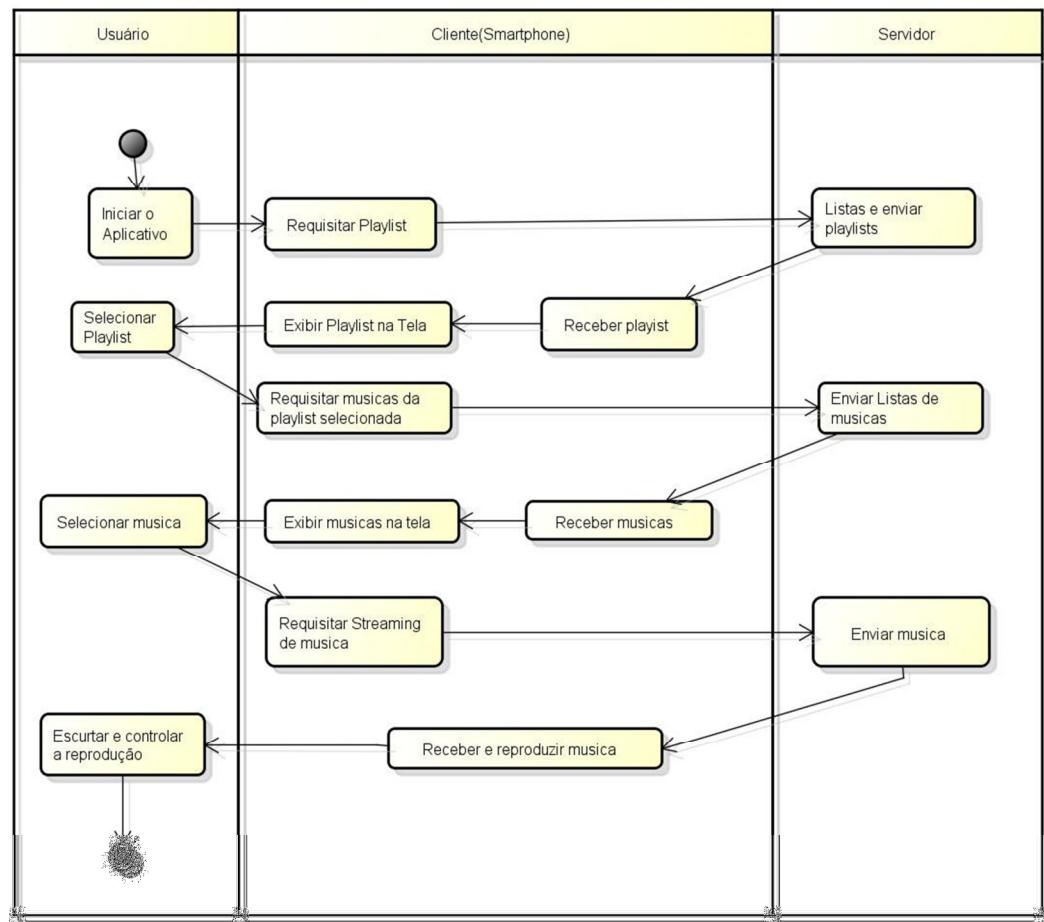 Usuário
Cliente(Smartphone)
Servidor
Iniciar o
Aplicativo
Requisitar Playlist
Listas e enviar
playlists
Selecionar
Playlist
Exibir Playlist na Tela
Receber playist
Requisitar musicas da
playlist selecionada
Enviar Listas de
musicas
Selecionar musica
Exibir musicas na tela
Receber musicas
Requisitar Streaming
de musica
Enviar musica
Escurtar e controlar
a reprodução
Receber e reproduzir musica